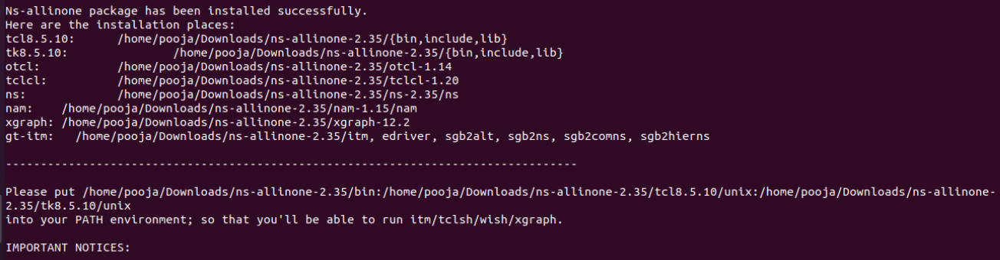 Ns-allinone package has been installed successfully.
Here are the installation places:
tcl8.5.10:      /home/pooja/Downloads/ns-allinone-2.35/{bin,include,lib}
tk8.5.10:               /home/pooja/Downloads/ns-allinone-2.35/{bin,include,lib}
otcl:           /home/pooja/Downloads/ns-allinone-2.35/otcl-1.14
tclcl:          /home/pooja/Downloads/ns-allinone-2.35/tclcl-1.20
ns:             /home/pooja/Downloads/ns-allinone-2.35/ns-2.35/ns
nam:    /home/pooja/Downloads/ns-allinone-2.35/nam-1.15/nam
xgraph: /home/pooja/Downloads/ns-allinone-2.35/xgraph-12.2
gt-itm:   /home/pooja/Downloads/ns-allinone-2.35/itm, edriver, sgb2alt, sgb2ns, sgb2comns, sgb2hierns
----------------------------------------------------------------------------------
Please put /home/pooja/Downloads/ns-allinone-2.35/bin:/home/pooja/Downloads/ns-allinone-2.35/tcl8.5.10/unix:/home/pooja/Downloads/ns-allinone-
2.35/tk8.5.10/unix
into your PATH environment; so that you'll be able to run itm/tclsh/wish/xgraph.
IMPORTANT NOTICES: